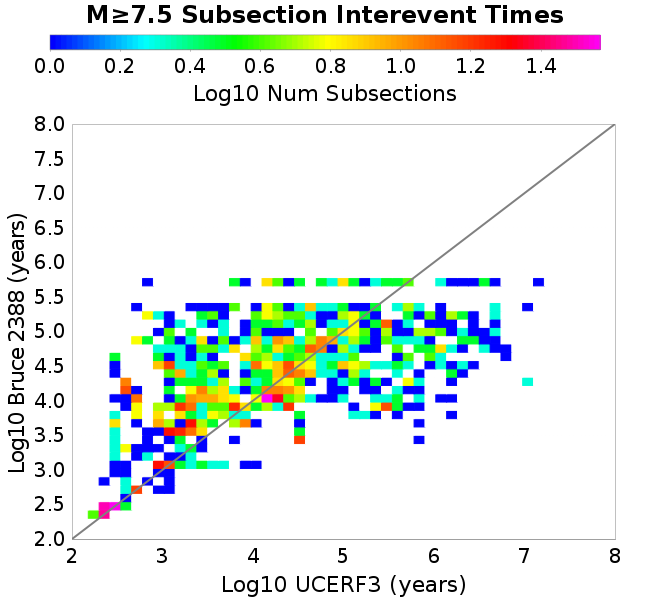 M≥7.5 Subsection Interevent Times
0.0 0.2 0.4 0.6 0.8 1.0 1.2 1.4
Log10 Num Subsections
8.0
7.5
7.0
6.5
6.0
5.5
5.0
4.5
4.0
3.5
3.0
2.5
2.0
Log10 Bruce 2388 (years)
2 3 4 5 6 7 8
Log10 UCERF3 (years)